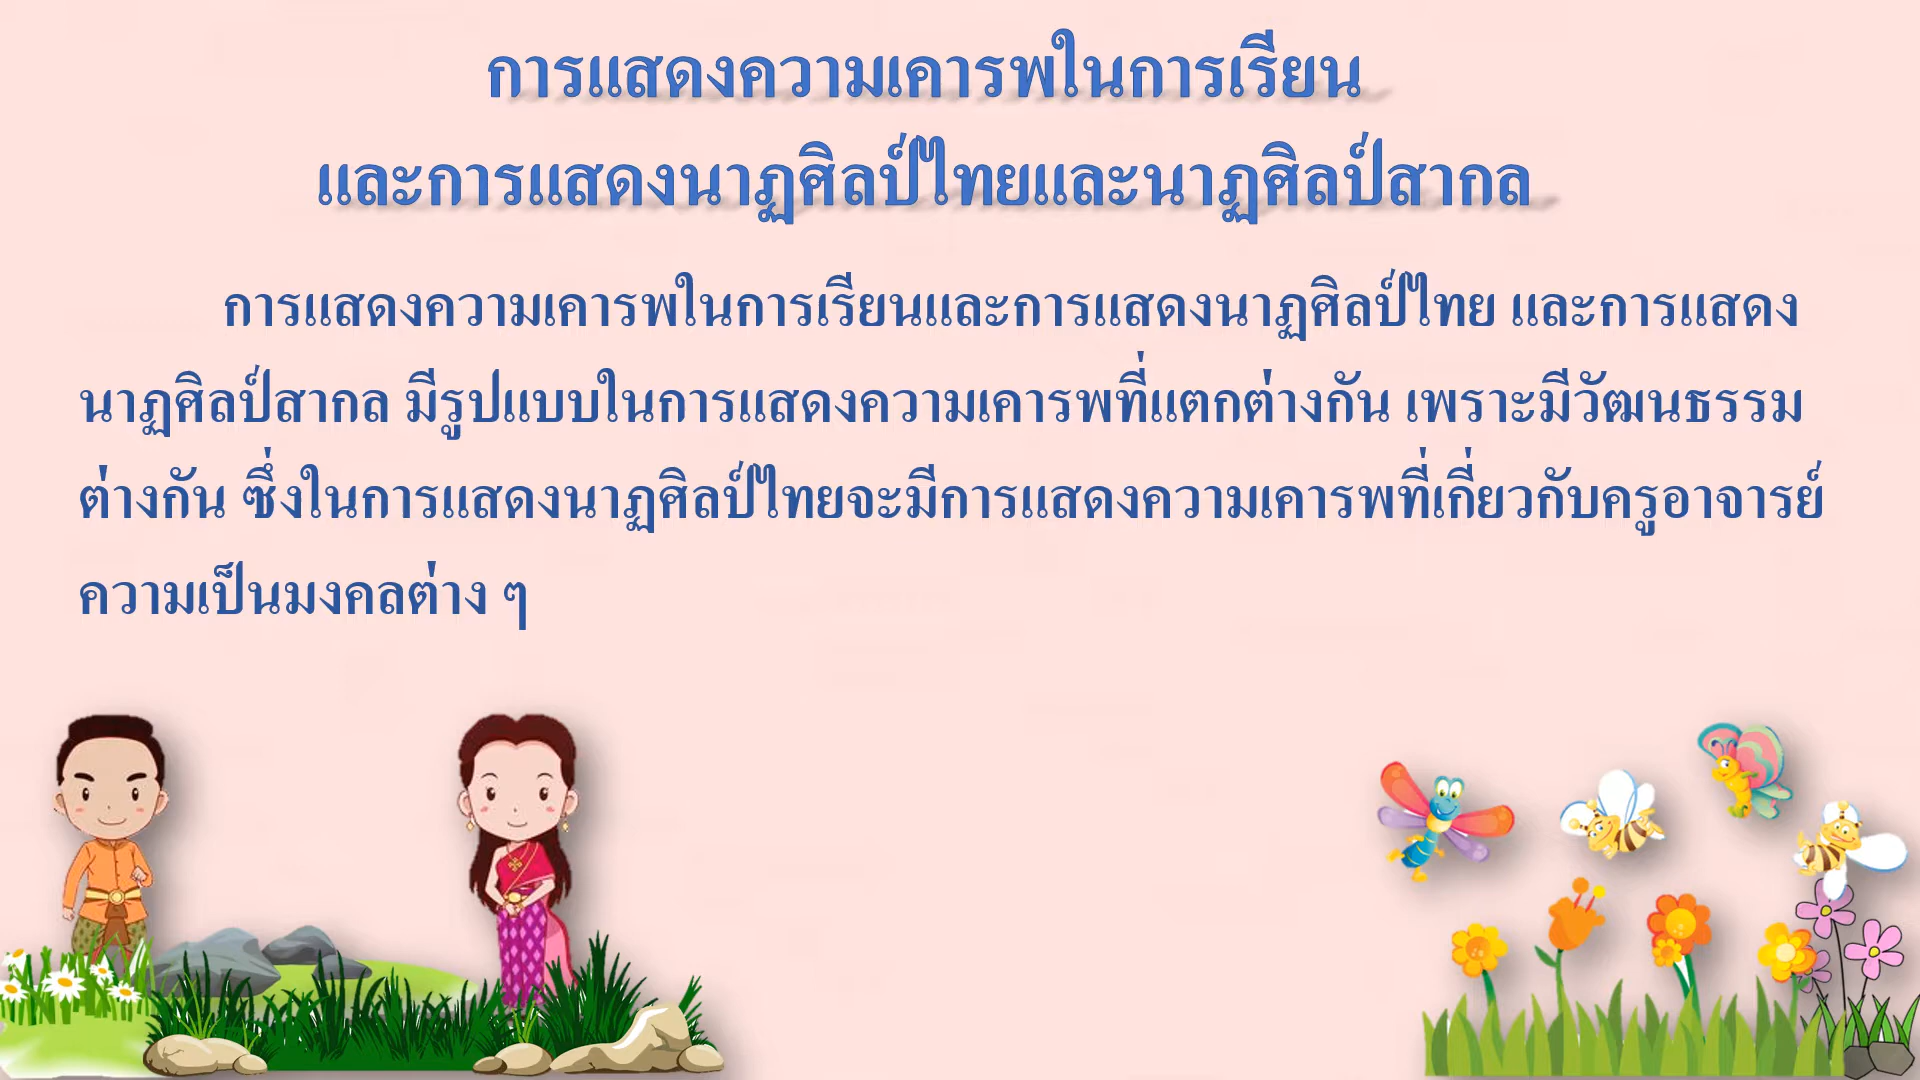 การแสดงความเคารพในการเรียน
และการแสดงนาฏศิลป์ไทยและนาฏศิลป์สากล
การแสดงความเคารพในการเรียนและการแสดงนาฏศิลป์ไทย และการแสดง
นาฏศิลป์สากล มีรูปแบบในการแสดงความเคารพที่แตกต่างกัน เพราะมีวัฒนธรรม
ต่างกัน ซึ่งในการแสดงนาฏศิลป์ไทยจะมีการแสดงความเคารพที่เกี่ยวกับครูอาจารย์
ความเป็นมงคลต่าง ๆ